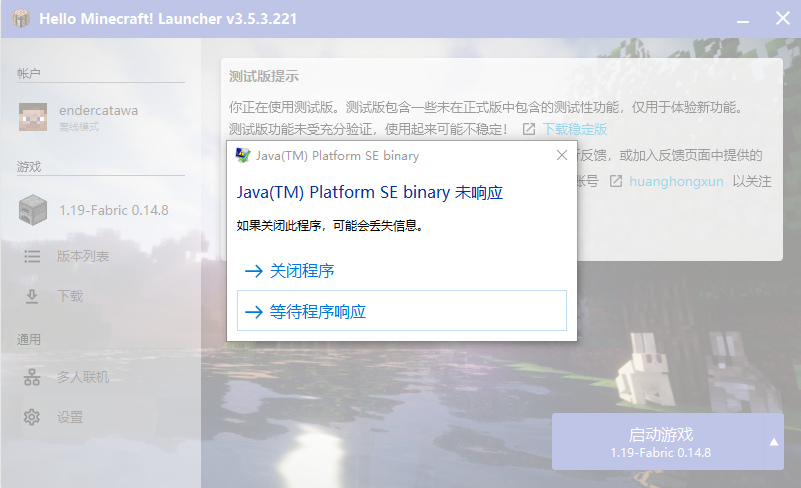 Hello Minecraft! Launcher v3.5.3.221
帐户
endercatawa
离线模式
游戏
1.19-Fabric 0.14.8
版本列表
下载
通用
多人联机
设置
测试版提示
你正在使用测试版。测试版包含一些未在正式版中包含的测试性功能，仅用于体验新功能。
测试版功能未受充分验证，使用起来可能不稳定！ 下载稳定版
反馈，或加入反馈页面中提供的
账号 huanghongxun 以关注
Java(TM) Platform SE binary
Java(TM) Platform SE binary 未响应
如果关闭此程序，可能会丢失信息。
→ 关闭程序
→ 等待程序响应
启动游戏
1.19-Fabric 0.14.8